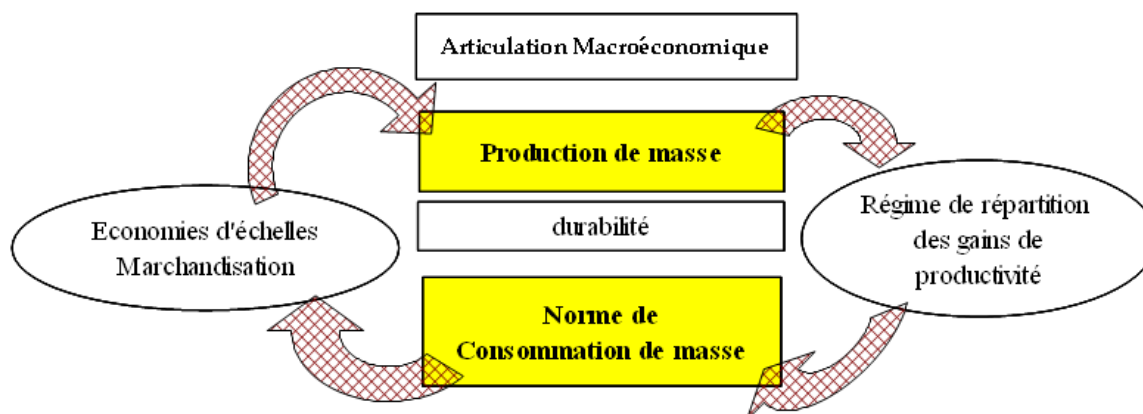 Articulation Macroéconomique
Production de masse
durabilité
Norme de
Consommation de masse
Economies d'échelles
Marchandisation
Régime de répartition
des gains de
productivité